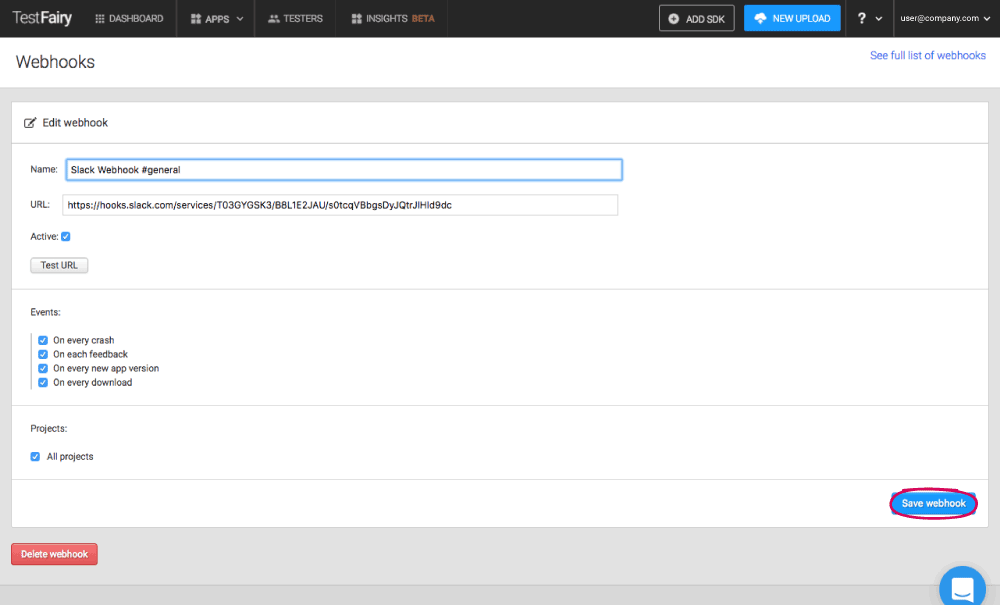 TestFairy DASHBOARD APPS TESTERS INSIGHTS BETA ADD SDK NEW UPLOAD ? user@company.com
Webhooks
See full list of webhooks
Edit webhook
Name: Slack Webhook #general
URL: https://hooks.slack.com/services/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
Active:
Test URL
Events:
On every crash
On each feedback
On every new app version
On every download
Projects:
All projects
Save webhook
Delete webhook